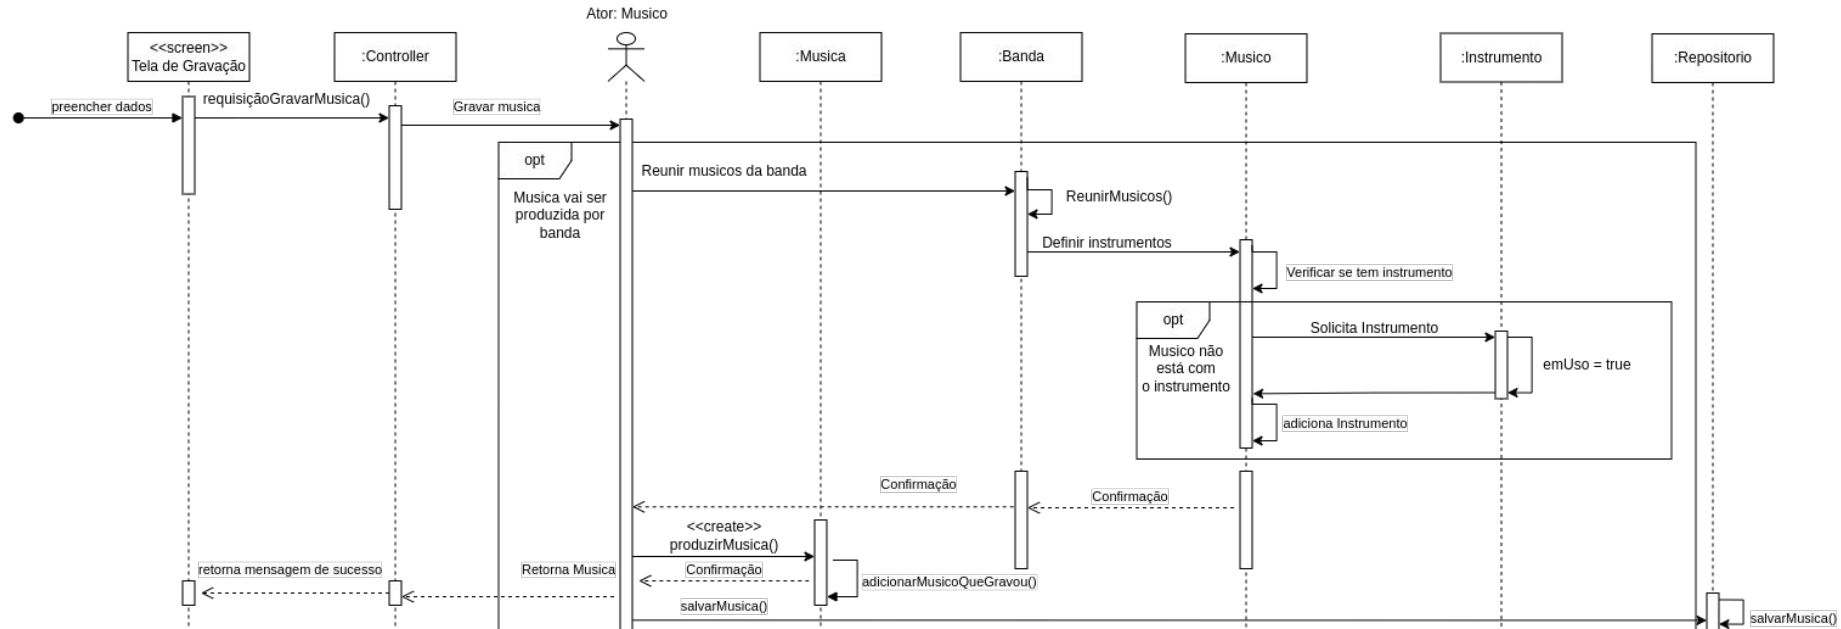 Ator: Musico
<<screen>>
Tela de Gravação
:Controller
:Musica
:Banda
:Musico
:Instrumento
:Repositorio
preencher dados
requisiçãoGravarMusica()
Gravar musica
opt
Musica vai ser
produzida por
banda
Reunir musicos da banda
ReunirMusicos()
Definir instrumentos
Verificar se tem instrumento
opt
Musico não
está com
o instrumento
Solicita Instrumento
emUso = true
adiciona Instrumento
Confirmação
Confirmação
<<create>>
produzirMusica()
Confirmação
adicionarMusicoQueGravou()
Retorna Musica
retorna mensagem de sucesso
salvarMusica()
salvarMusica()